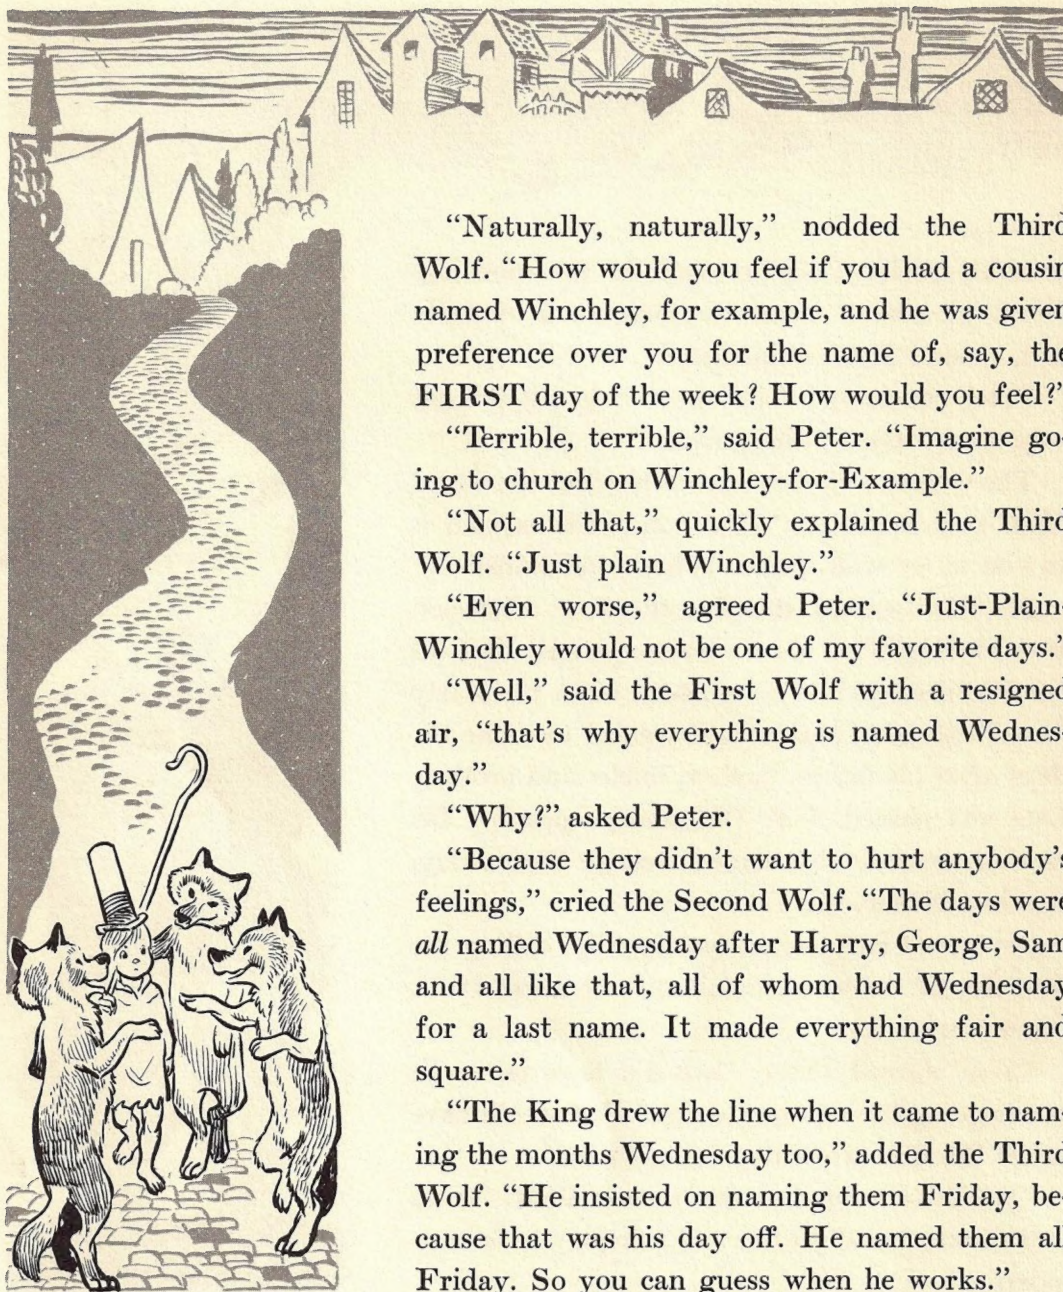 “Naturally, naturally,” nodded the Third
Wolf. “How would you feel if you had a cousin
named Winchley, for example, and he was given
preference over you for the name of, say, the
FIRST day of the week? How would you feel?”
“Terrible, terrible,” said Peter. “Imagine go-
ing to church on Winchley-for-Example.”
“Not all that,” quickly explained the Third
Wolf. “Just plain Winchley.”
“Even worse,” agreed Peter. “Just-Plain-
Winchley would not be one of my favorite days.”
“Well,” said the First Wolf with a resigned
air, “that’s why everything is named Wednes-
day.”
“Why?” asked Peter.
“Because they didn’t want to hurt anybody’s
feelings,” cried the Second Wolf. “The days were
all named Wednesday after Harry, George, Sam
and all like that, all of whom had Wednesday
for a last name. It made everything fair and
square.”
“The King drew the line when it came to nam-
ing the months Wednesday too,” added the Third
Wolf. “He insisted on naming them Friday, be-
cause that was his day off. He named them all
Friday. So you can guess when he works.”